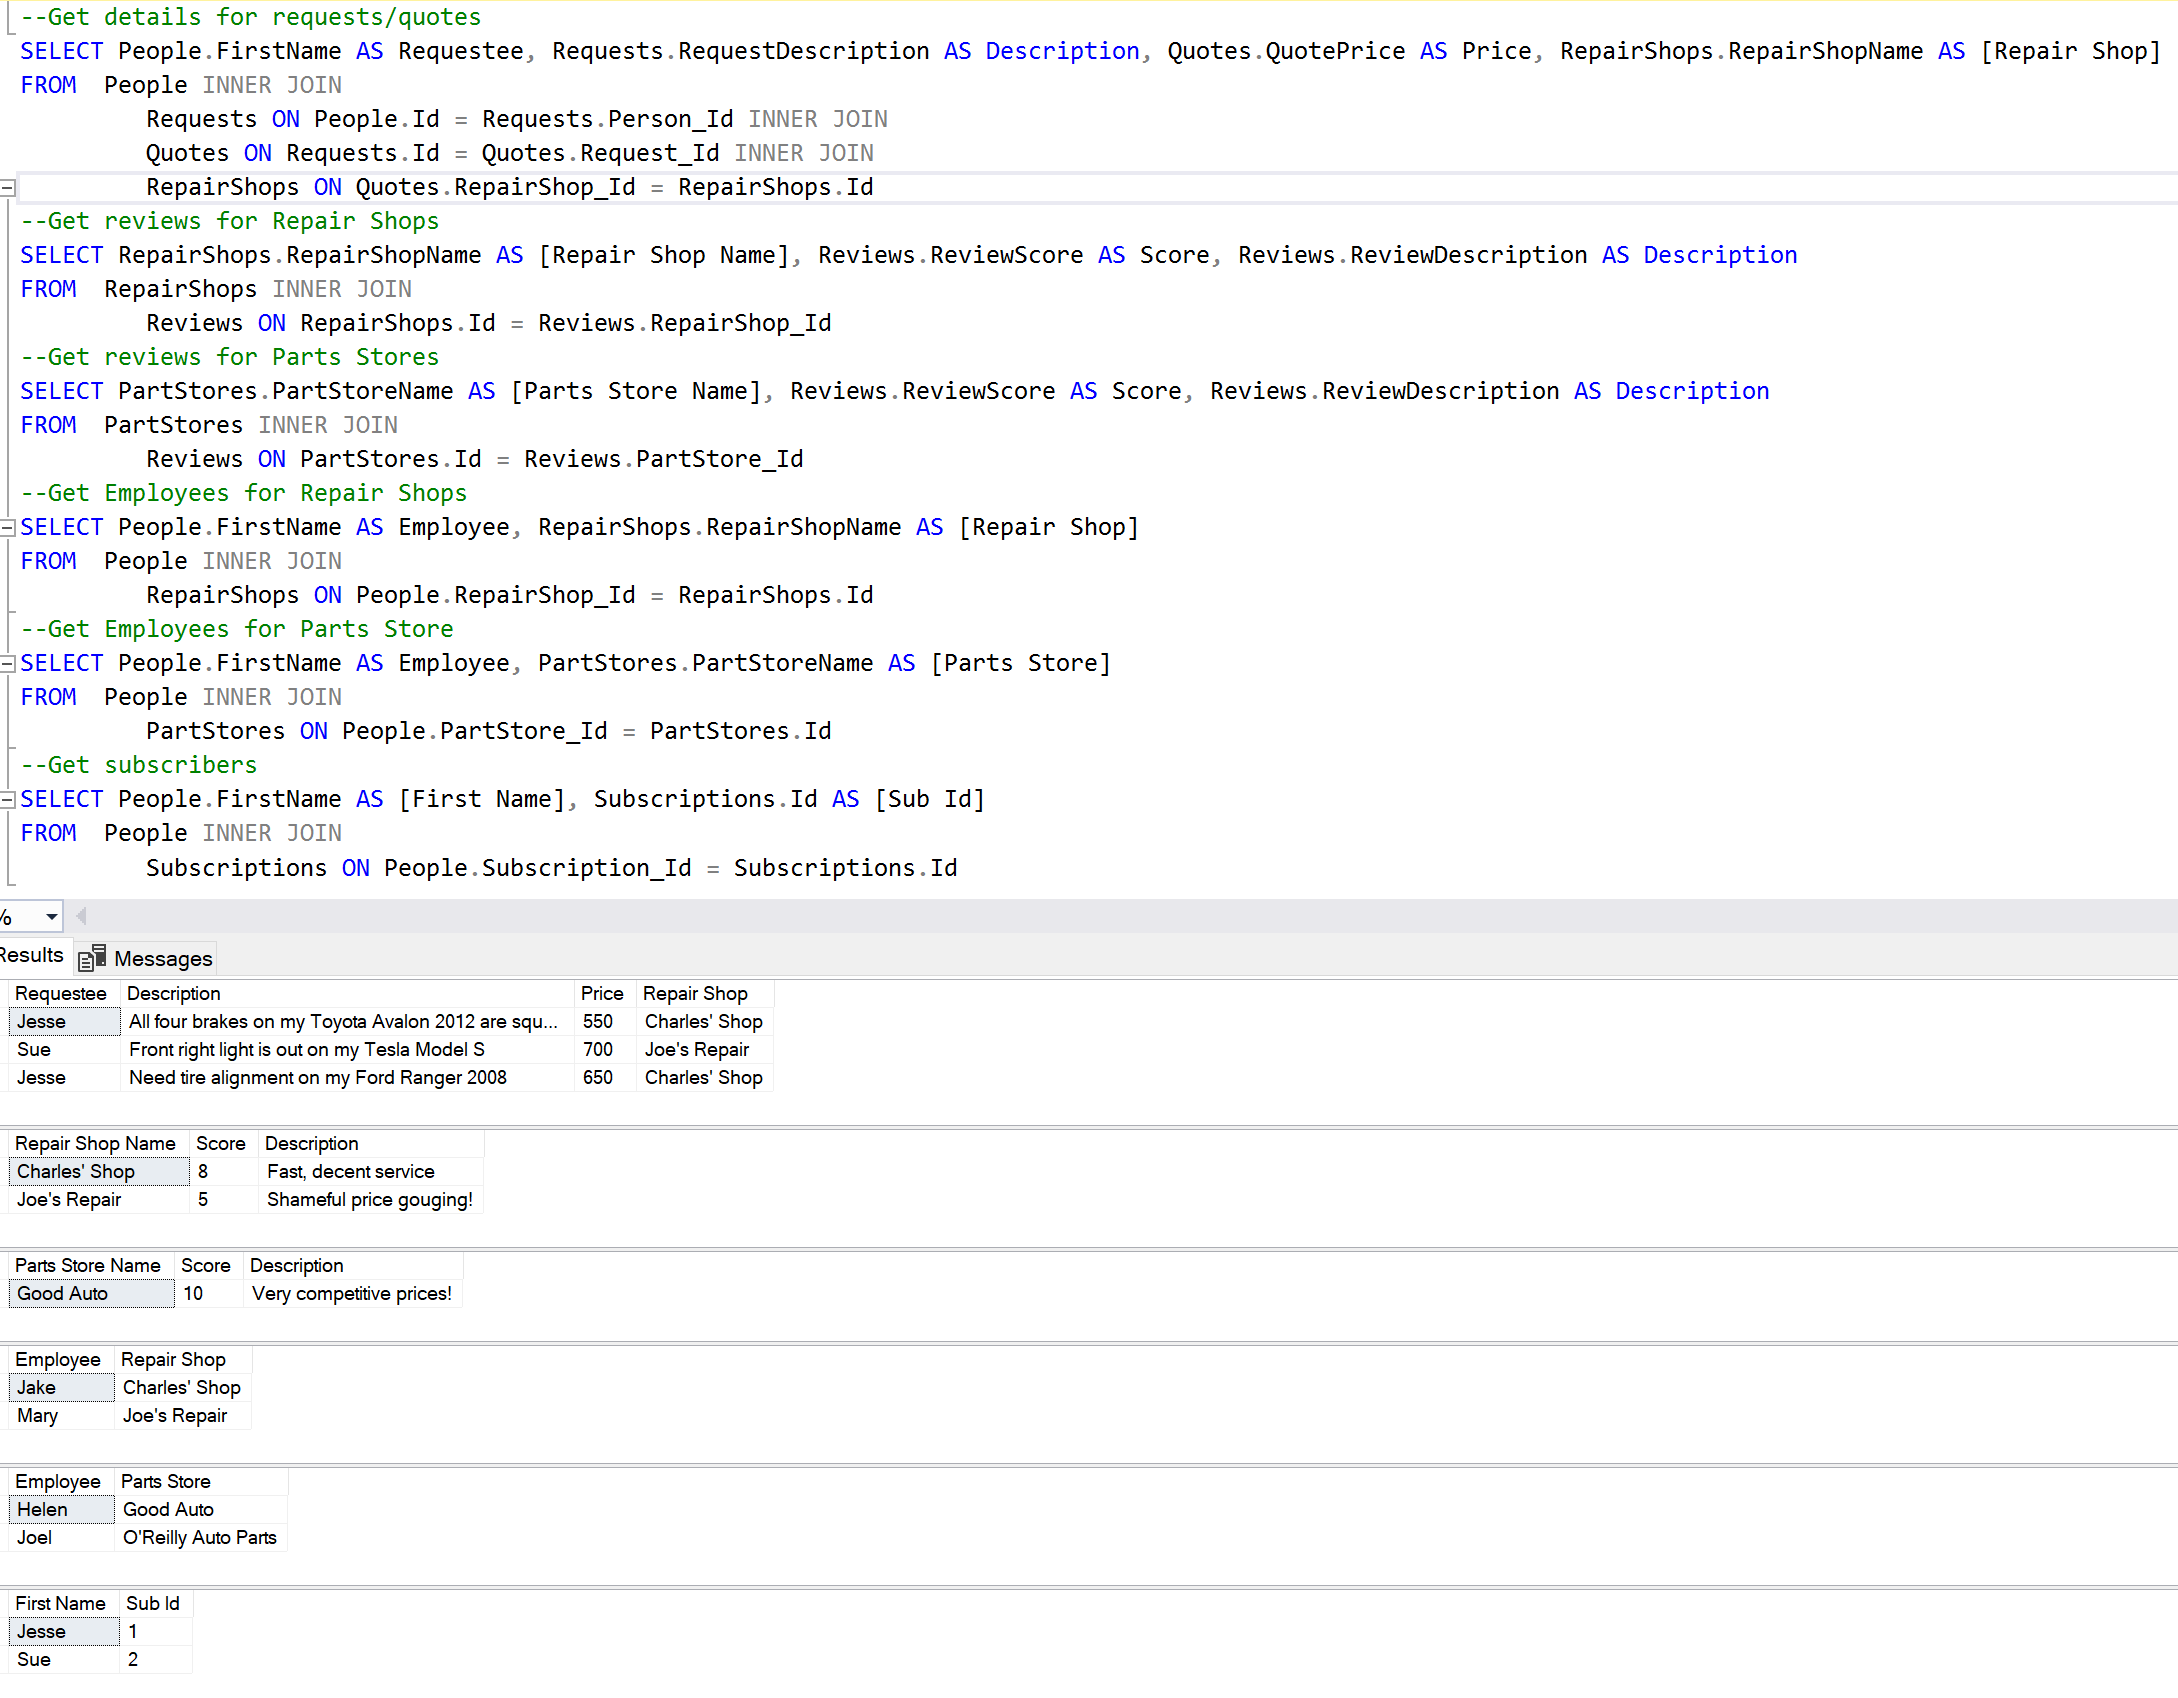 --Get details for requests/quotes
SELECT People.FirstName AS Requestee, Requests.RequestDescription AS Description, Quotes.QuotePrice AS Price, RepairShops.RepairShopName AS [Repair Shop]
FROM People INNER JOIN
Requests ON People.Id = Requests.Person_Id INNER JOIN
Quotes ON Requests.Id = Quotes.Request_Id INNER JOIN
RepairShops ON Quotes.RepairShop_Id = RepairShops.Id
--Get reviews for Repair Shops
SELECT RepairShops.RepairShopName AS [Repair Shop Name], Reviews.ReviewScore AS Score, Reviews.ReviewDescription AS Description
FROM RepairShops INNER JOIN
Reviews ON RepairShops.Id = Reviews.RepairShop_Id
--Get reviews for Parts Stores
SELECT PartStores.PartStoreName AS [Parts Store Name], Reviews.ReviewScore AS Score, Reviews.ReviewDescription AS Description
FROM PartStores INNER JOIN
Reviews ON PartStores.Id = Reviews.PartStore_Id
--Get Employees for Repair Shops
SELECT People.FirstName AS Employee, RepairShops.RepairShopName AS [Repair Shop]
FROM People INNER JOIN
RepairShops ON People.RepairShop_Id = RepairShops.Id
--Get Employees for Parts Store
SELECT People.FirstName AS Employee, PartStores.PartStoreName AS [Parts Store]
FROM People INNER JOIN
PartStores ON People.PartStore_Id = PartStores.Id
--Get subscribers
SELECT People.FirstName AS [First Name], Subscriptions.Id AS [Sub Id]
FROM People INNER JOIN
Subscriptions ON People.Subscription_Id = Subscriptions.Id
%
Results Messages
Requestee Description Price Repair Shop
Jesse All four brakes on my Toyota Avalon 2012 are squ... 550 Charles' Shop
Sue Front right light is out on my Tesla Model S 700 Joe's Repair
Jesse Need tire alignment on my Ford Ranger 2008 650 Charles' Shop
Repair Shop Name Score Description
Charles' Shop 8 Fast, decent service
Joe's Repair 5 Shameful price gouging!
Parts Store Name Score Description
Good Auto 10 Very competitive prices!
Employee Repair Shop
Jake Charles' Shop
Mary Joe's Repair
Employee Parts Store
Helen Good Auto
Joel O'Reilly Auto Parts
First Name Sub Id
Jesse 1
Sue 2